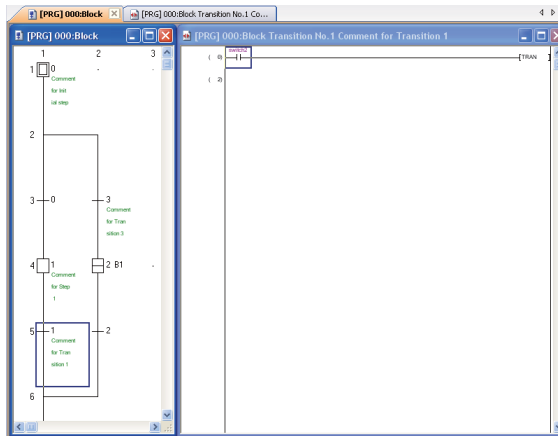 [PRG] 000:Block
[PRG] 000:Block Transition No.1 Co...
[PRG] 000:Block
[PRG] 000:Block Transition No.1 Comment for Transition 1
1 2 3
1 0 - -
Comment
for Init
ial step
2
3 0 3
Comment
for Tran
sition 3
4 1 2 B1 -
Comment
for Step
1
5 1 2
Comment
for Tran
sition 1
6
( 0) switch2 [TRAN ]
( 2)